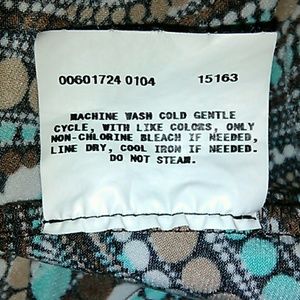 00601724 0104 15163
MACHINE WASH COLD GENTLE
CYCLE, WITH LIKE COLORS, ONLY
NON-CHLORINE BLEACH IF NEEDED,
LINE DRY, COOL IRON IF NEEDED.
DO NOT STEAM.